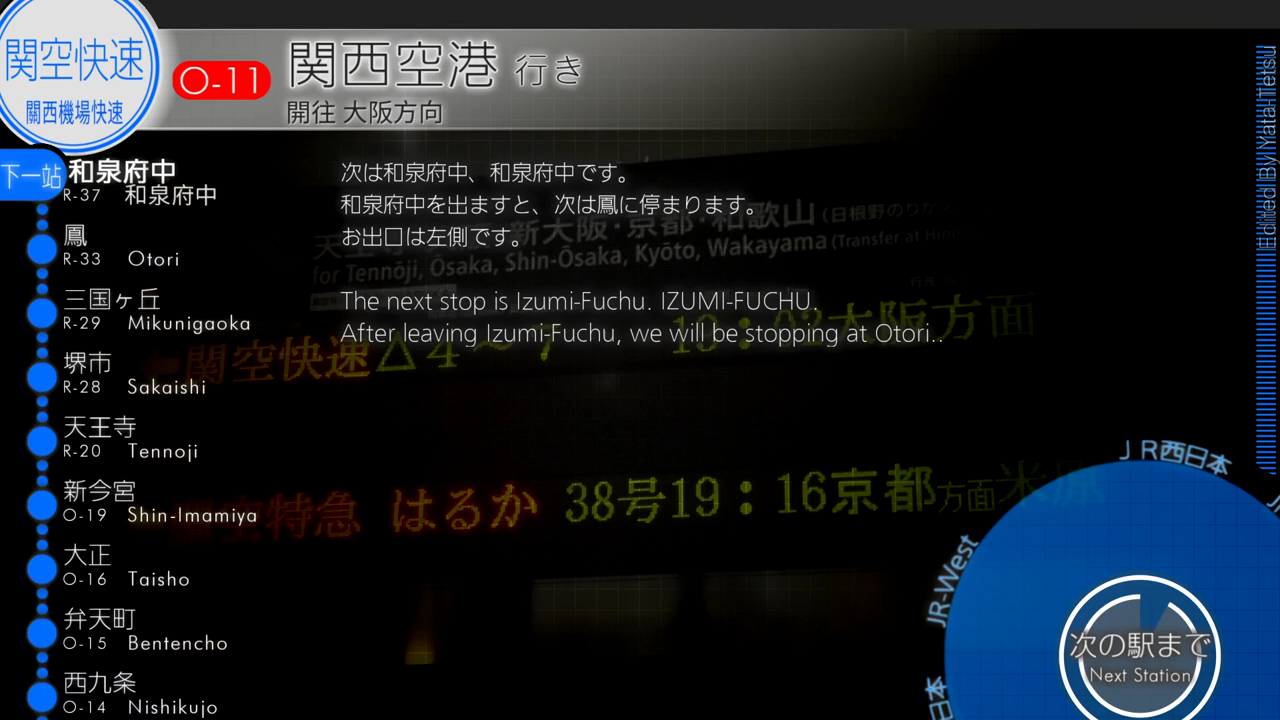 関空快速
關西機場快速
O-11
関西空港 行き
開往 大阪方向
下一站
和泉府中
R-37 和泉府中
鳳
R-33 Otori
三国ヶ丘
R-29 Mikunigaoka
堺市
R-28 Sakaishi
天王寺
R-20 Tennoji
新今宮
O-19 Shin-Imamiya
大正
O-16 Taisho
弁天町
O-15 Bentencho
西九条
O-14 Nishikujo
次は和泉府中、和泉府中です。
和泉府中を出ますと、次は鳳に停まります。
お出口は左側です。
The next stop is Izumi-Fuchu. IZUMI-FUCHU.
After leaving Izumi-Fuchu, we will be stopping at Otori..
新大阪・京都・和歌山
for Tennōji, Ōsaka, Shin-Ōsaka, Kyōto, Wakayama
関空快速△4～7 大阪方面
特急 はるか 38号19：16京都方面米原
Edited By Yata-Tetsu
JR西日本
JR-West
日本
次の駅まで
Next Station